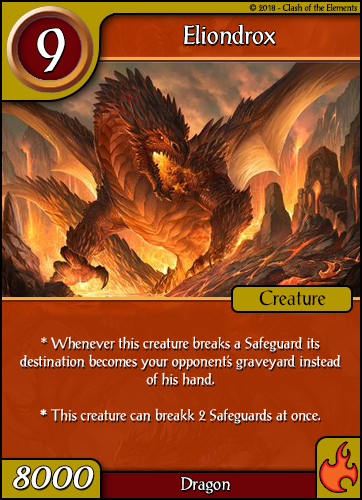 © 2018 - Clash of the Elements
9
Eliondrox
Creature
* Whenever this creature breaks a Safeguard its
destination becomes your opponent's graveyard instead
of his hand.
* This creature can breakk 2 Safeguards at once.
8000
Dragon